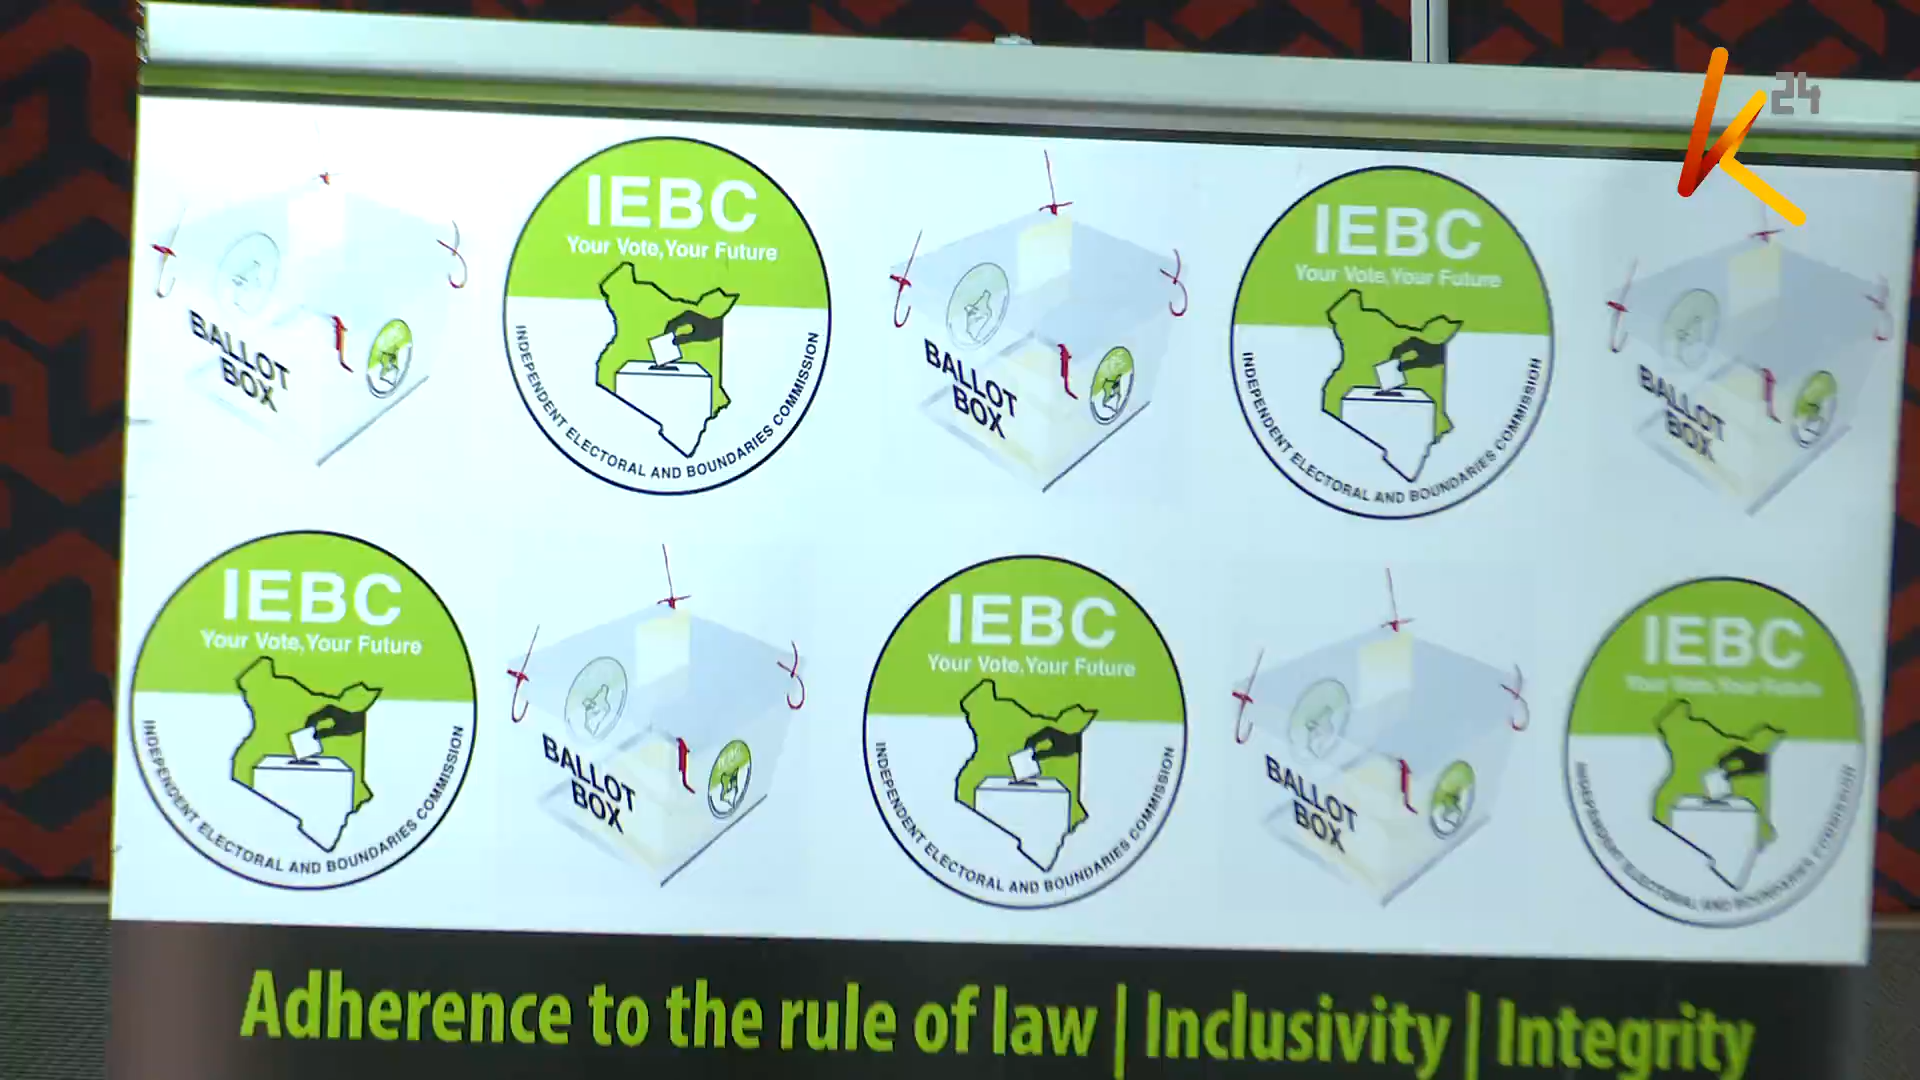 K24
IEBC
Your Vote,Your Future
INDEPENDENT ELECTORAL AND BOUNDARIES COMMISSION
IEBC
Your Vote,Your Future
INDEPENDENT ELECTORAL AND BOUNDARIES COMMISSION
BALLOT
BOX
BALLOT
BOX
BALLOT
BOX
IEBC
Your Vote,Your Future
INDEPENDENT ELECTORAL AND BOUNDARIES COMMISSION
BALLOT
BOX
IEBC
Your Vote,Your Future
INDEPENDENT ELECTORAL AND BOUNDARIES COMMISSION
BALLOT
BOX
IEBC
Your Vote,Your Future
INDEPENDENT ELECTORAL AND BOUNDARIES COMMISSION
Adherence to the rule of law | Inclusivity | Integrity